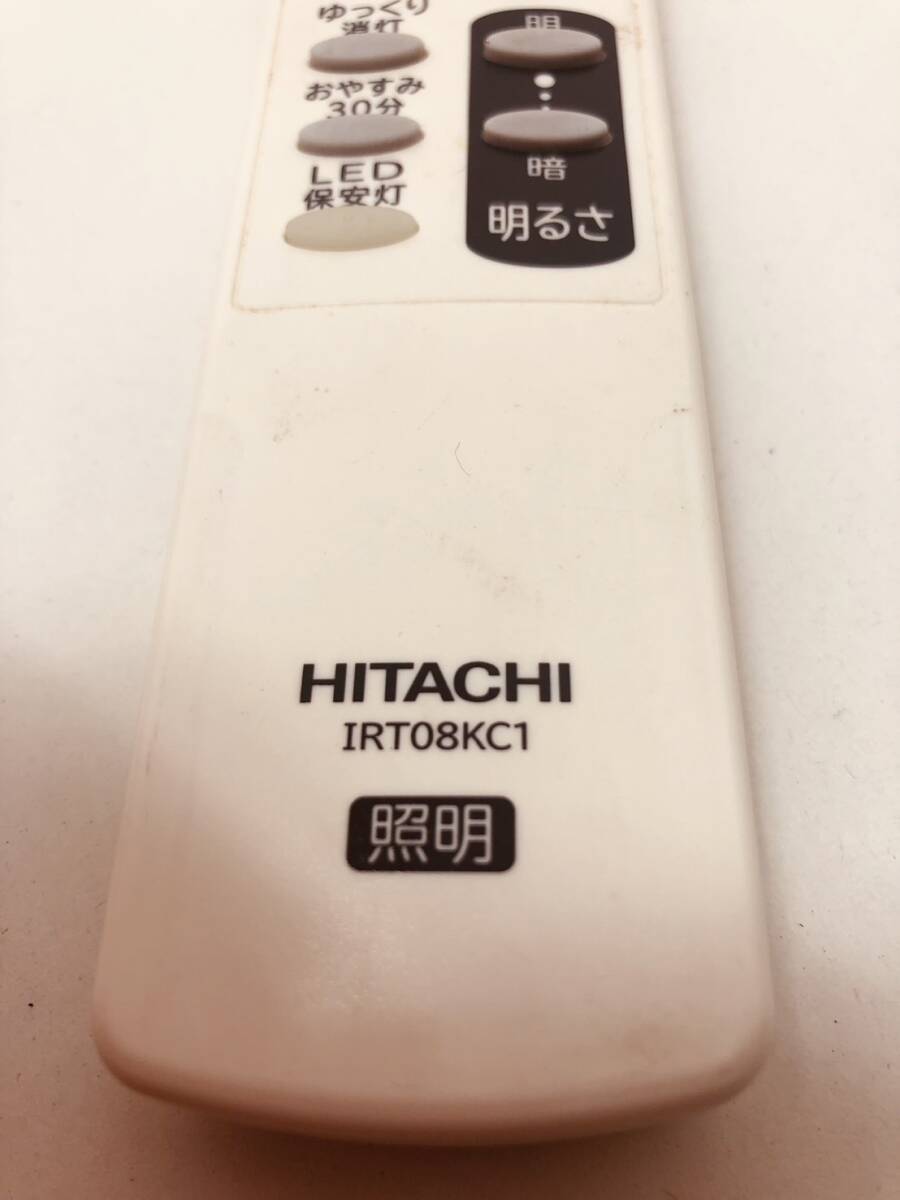 ゆっくり
消灯
おやすみ
30分
LED
保安灯
明
暗
明るさ
HITACHI
IRT08KC1
照明